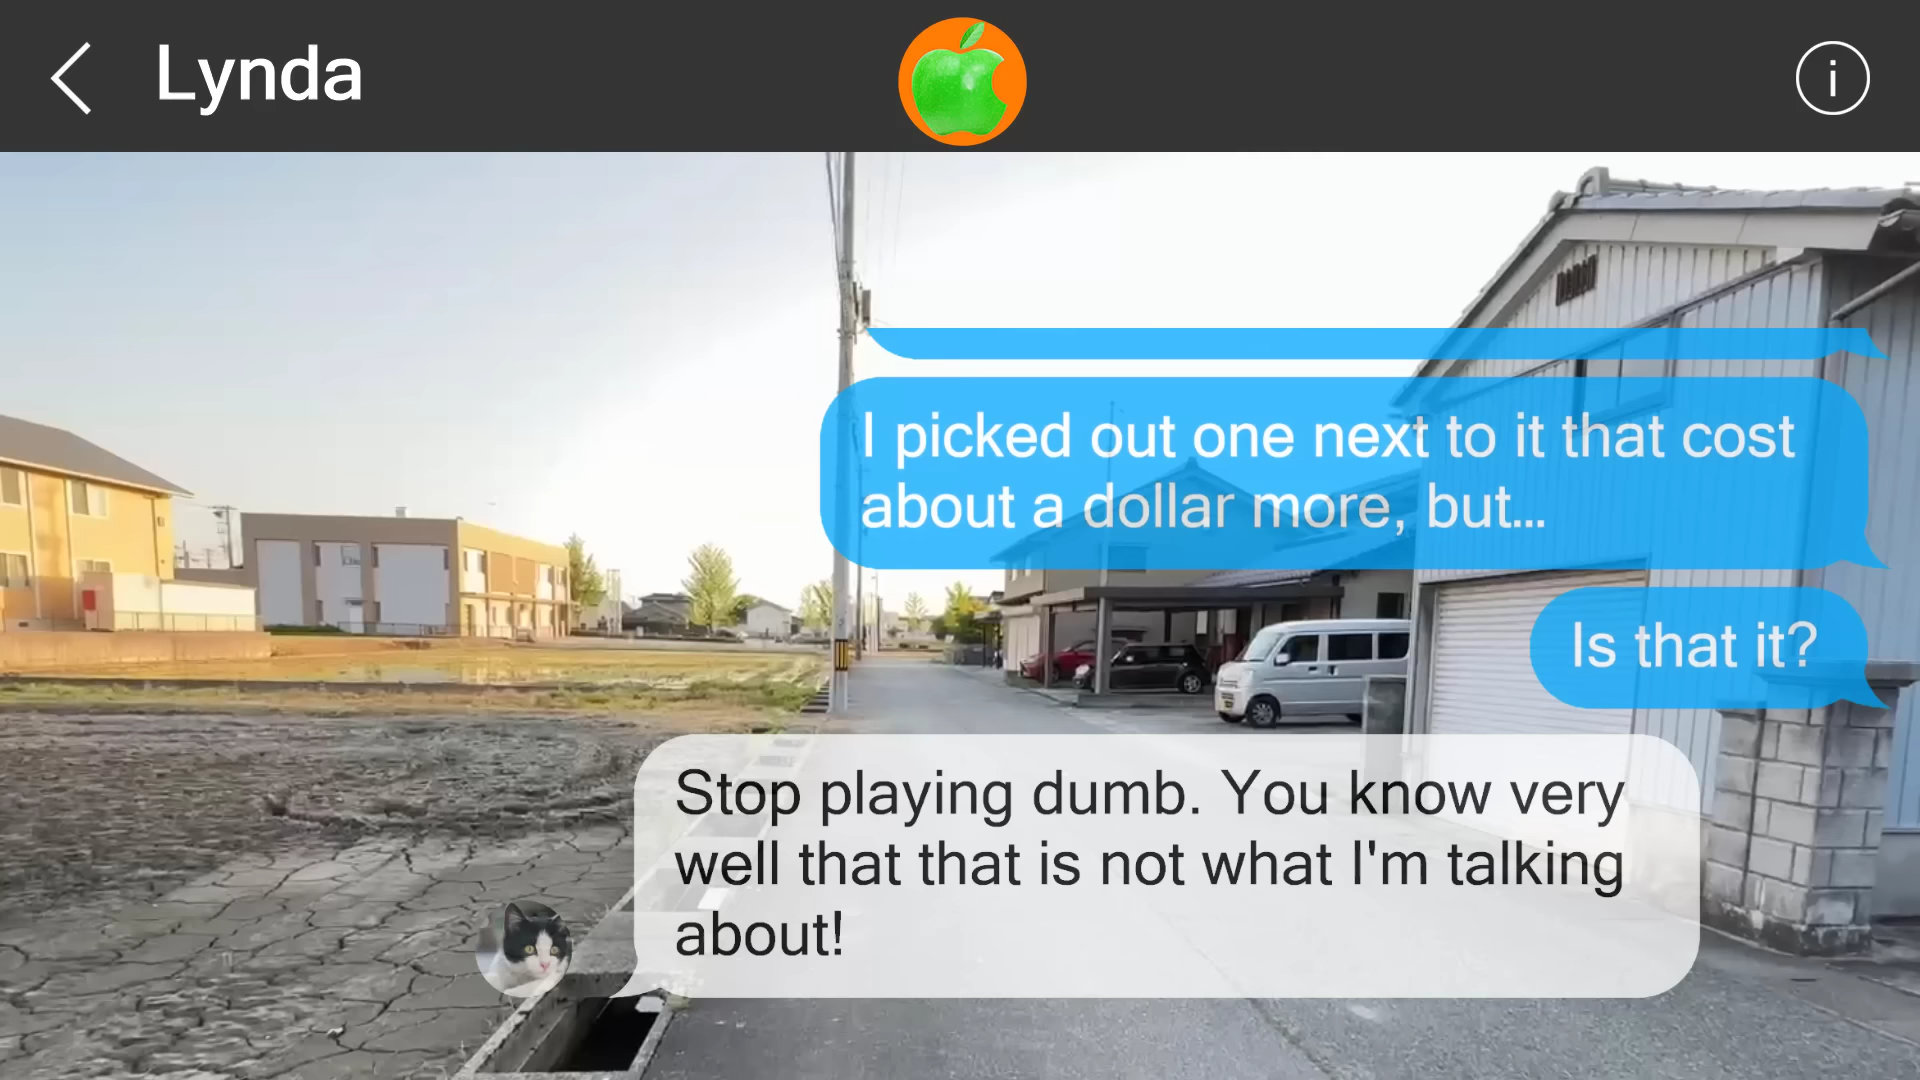 Lynda
I picked out one next to it that cost
about a dollar more, but...
Is that it?
Stop playing dumb. You know very
well that that is not what I'm talking
about!